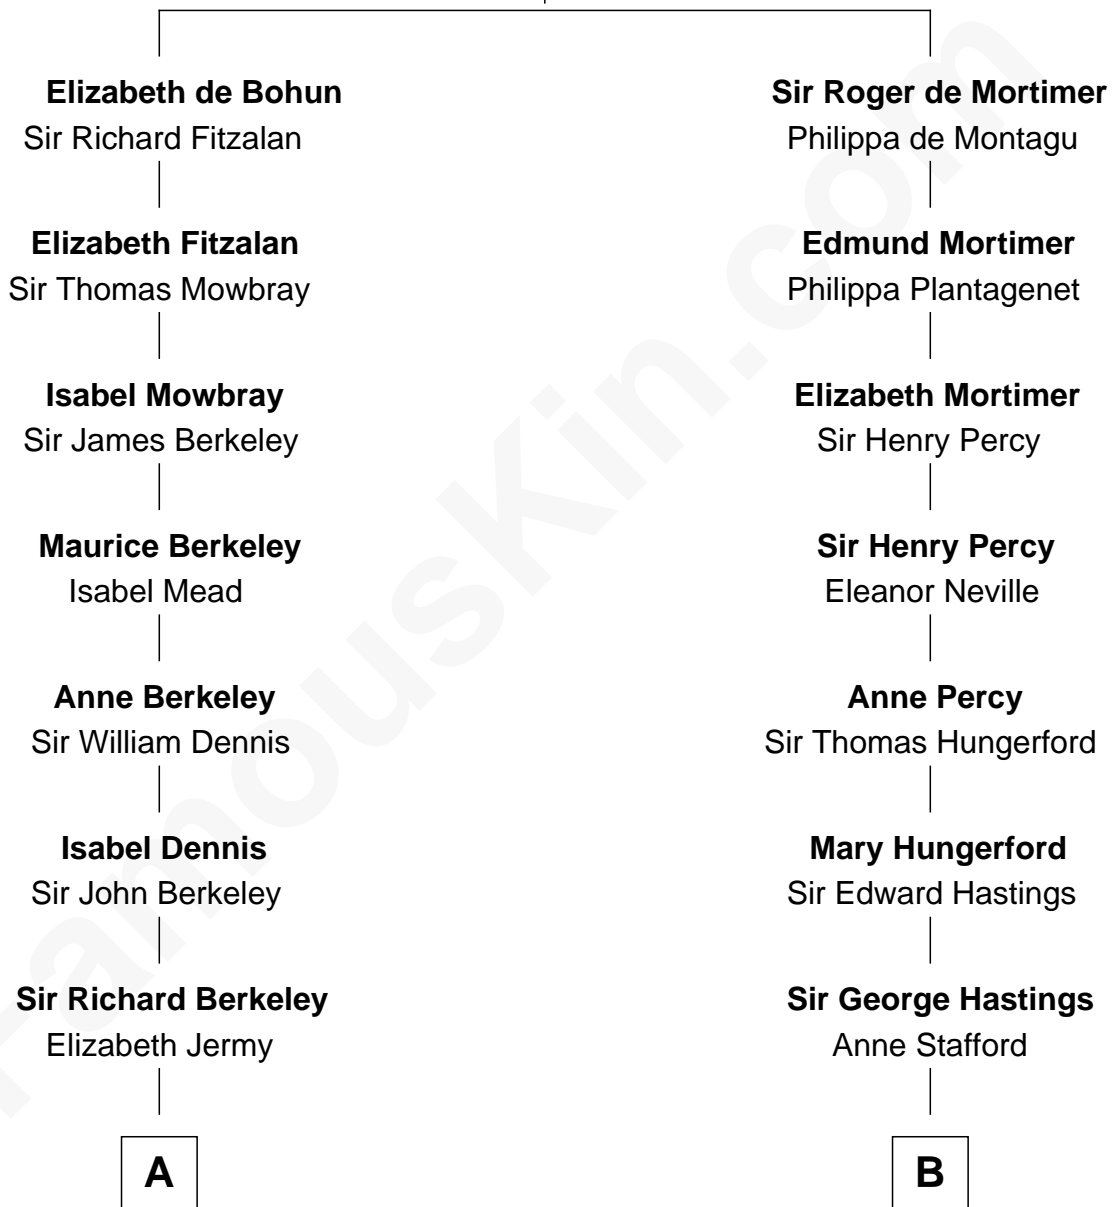 Elizabeth de Bohun
Sir Richard Fitzalan
Elizabeth Fitzalan
Sir Thomas Mowbray
Isabel Mowbray
Sir James Berkeley
Maurice Berkeley
Isabel Mead
Anne Berkeley
Sir William Dennis
Isabel Dennis
Sir John Berkeley
Sir Richard Berkeley
Elizabeth Jermy
A
Sir Roger de Mortimer
Philippa de Montagu
Edmund Mortimer
Philippa Plantagenet
Elizabeth Mortimer
Sir Henry Percy
Sir Henry Percy
Eleanor Neville
Anne Percy
Sir Thomas Hungerford
Mary Hungerford
Sir Edward Hastings
Sir George Hastings
Anne Stafford
B
FamousKin.com